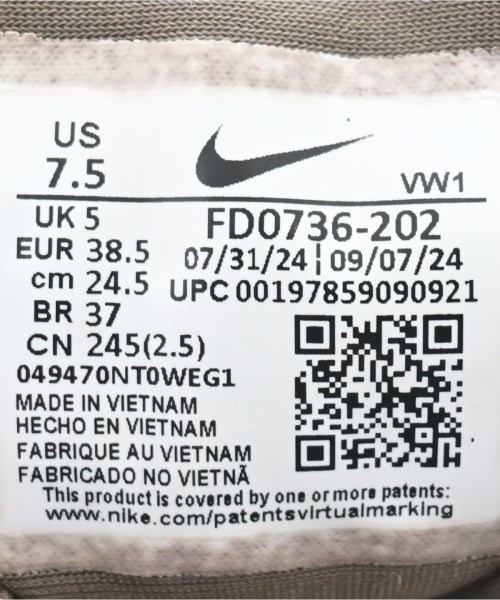 US
7.5
VW1
UK 5
EUR 38.5
cm 24.5
BR 37
CN 245(2.5)
FD0736-202
07/31/24 | 09/07/24
UPC 00197859090921
049470NT0WEG1
MADE IN VIETNAM
HECHO EN VIETNAM
FABRIQUE AU VIETNAM
FABRICADO NO VIETNÃ
This product is covered by one or more patents:
www.nike.com/patentsvirtualmarking